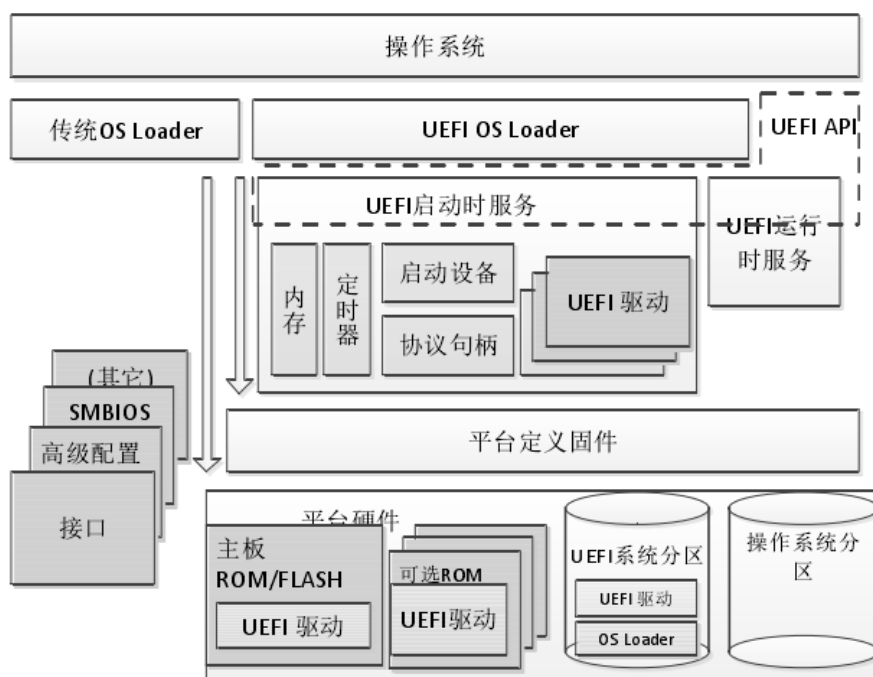 操作系统
传统OS Loader
UEFI OS Loader
UEFI API
UEFI启动时服务
UEFI运行
时服务
内存
定时器
启动设备
协议句柄
UEFI 驱动
(其它)
SMBIOS
高级配置
接口
平台定义固件
平台硬件
主板
ROM/FLASH
UEFI 驱动
可选ROM
UEFI驱动
UEFI系统分区
UEFI 驱动
OS Loader
操作系统分
区